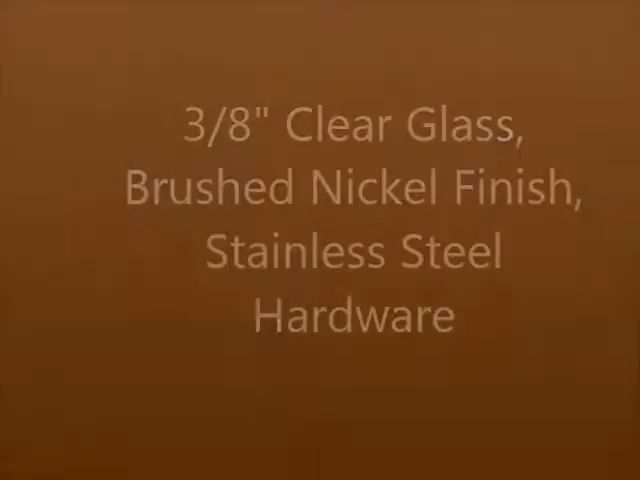 3/8" Clear Glass,
Brushed Nickel Finish,
Stainless Steel
Hardware